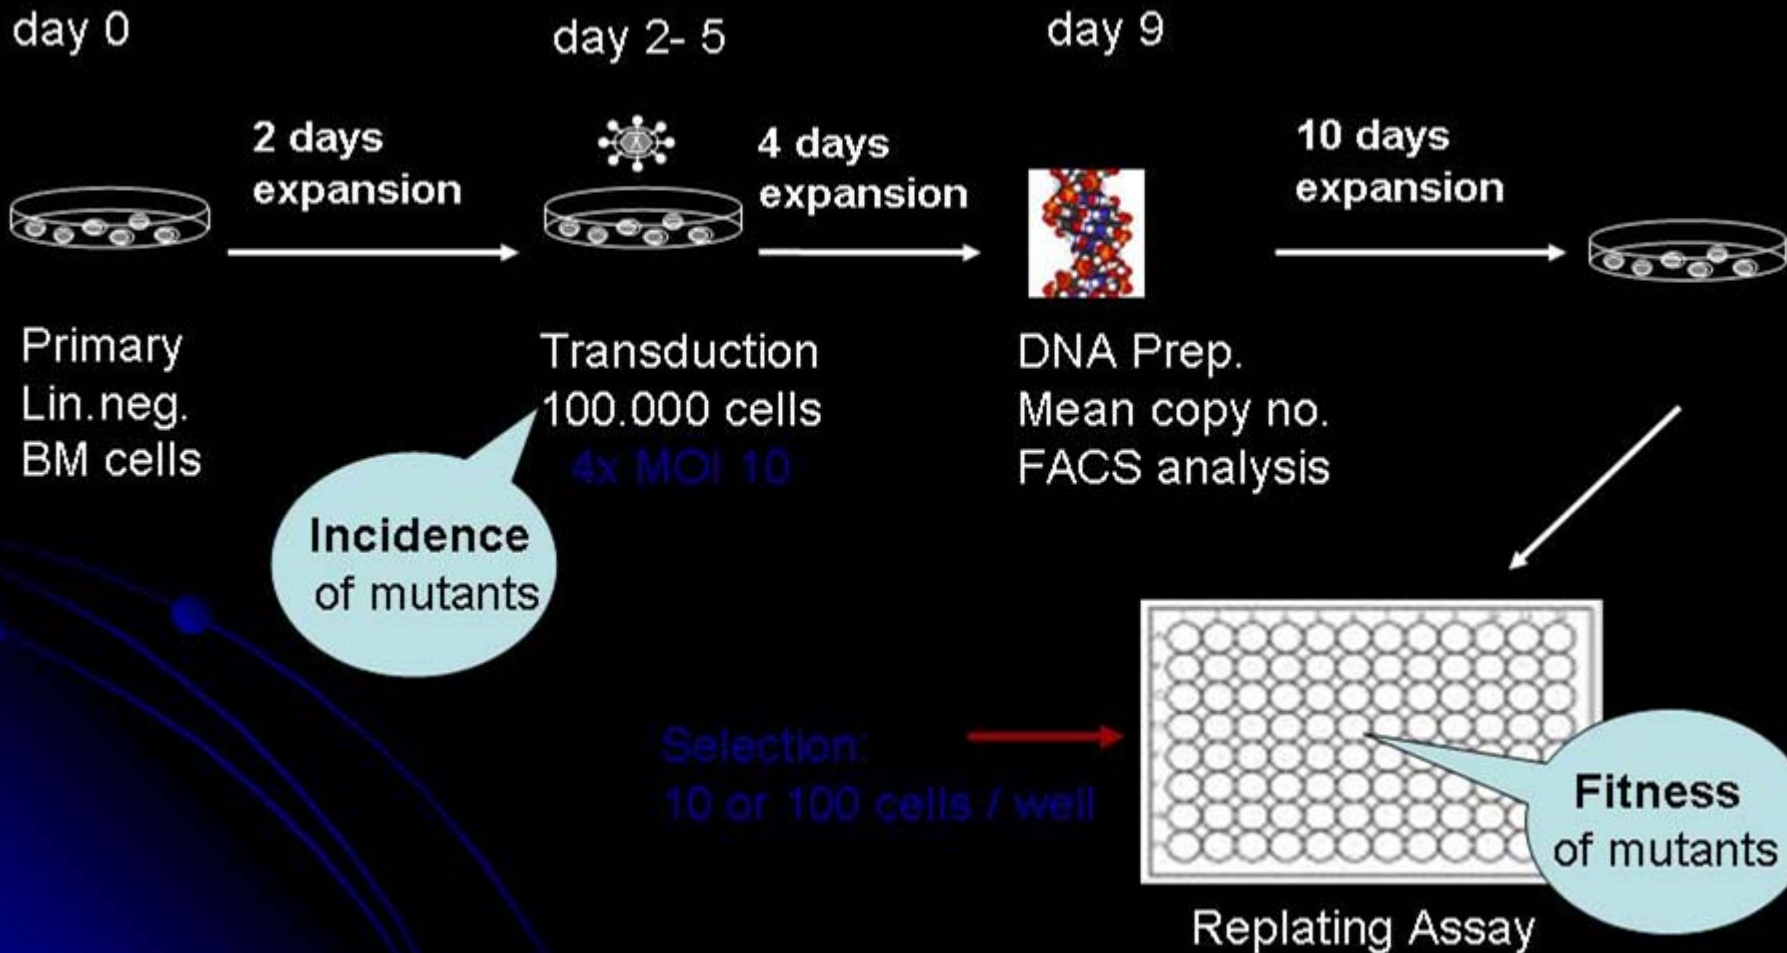 day 0
day 2- 5
day 9
2 days
expansion
4 days
expansion
10 days
expansion
Primary
Lin.neg.
BM cells
Transduction
100.000 cells
4x MOI 10
DNA Prep.
Mean copy no.
FACS analysis
Incidence
of mutants
Selection:
10 or 100 cells / well
Fitness
of mutants
Replating Assay